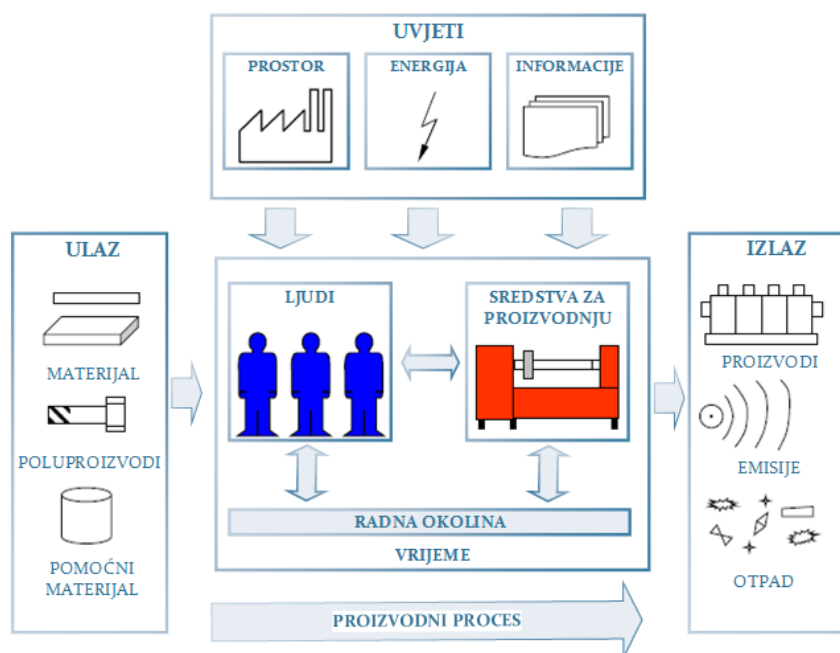 UVJETI
PROSTOR
ENERGIJA
INFORMACIJE
ULAZ
MATERIJAL
POLUPROIZVODI
POMOĆNI
MATERIJAL
LJUDI
SREDSTVA ZA
PROIZVODNJU
RADNA OKOLINA
VRIJEME
IZLAZ
PROIZVODI
EMISIJE
OTPAD
PROIZVODNI PROCES